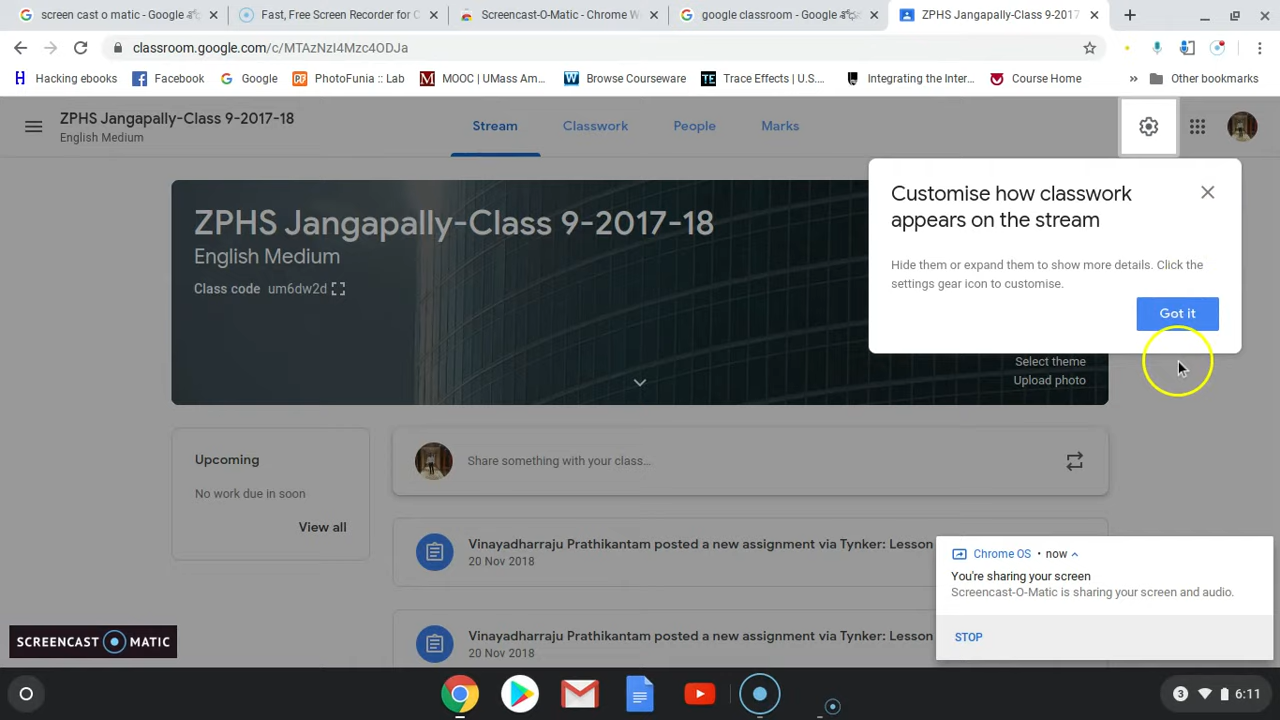 screen cast o matic - Google
Fast, Free Screen Recorder for C
Screencast-O-Matic - Chrome W
google classroom - Google
ZPHS Jangapally-Class 9-2017
classroom.google.com/c/MTAzNzI4Mzc4ODJa
Hacking ebooks
Facebook
Google
PhotoFunia :: Lab
MOOC | UMass Am...
Browse Courseware
Trace Effects | U.S....
Integrating the Inter...
Course Home
Other bookmarks
ZPHS Jangapally-Class 9-2017-18
English Medium
Stream
Classwork
People
Marks
Customise how classwork
appears on the stream
Hide them or expand them to show more details. Click the
settings gear icon to customise.
Got it
ZPHS Jangapally-Class 9-2017-18
English Medium
Class code um6dw2d
Select theme
Upload photo
Upcoming
No work due in soon
View all
Share something with your class...
Vinayadharraju Prathikantam posted a new assignment via Tynker: Lesson
20 Nov 2018
Vinayadharraju Prathikantam posted a new assignment via Tynker: Lesson
20 Nov 2018
Chrome OS • now
You're sharing your screen
Screencast-O-Matic is sharing your screen and audio.
STOP
SCREENCAST O MATIC
3
6:11